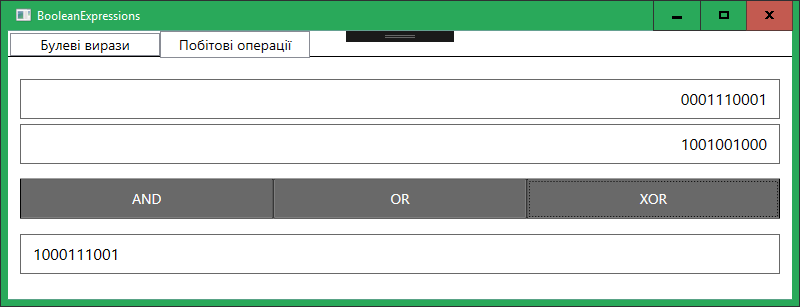 BooleanExpressions
Булеві вирази Побітові операції
0001110001
1001001000
AND OR XOR
1000111001